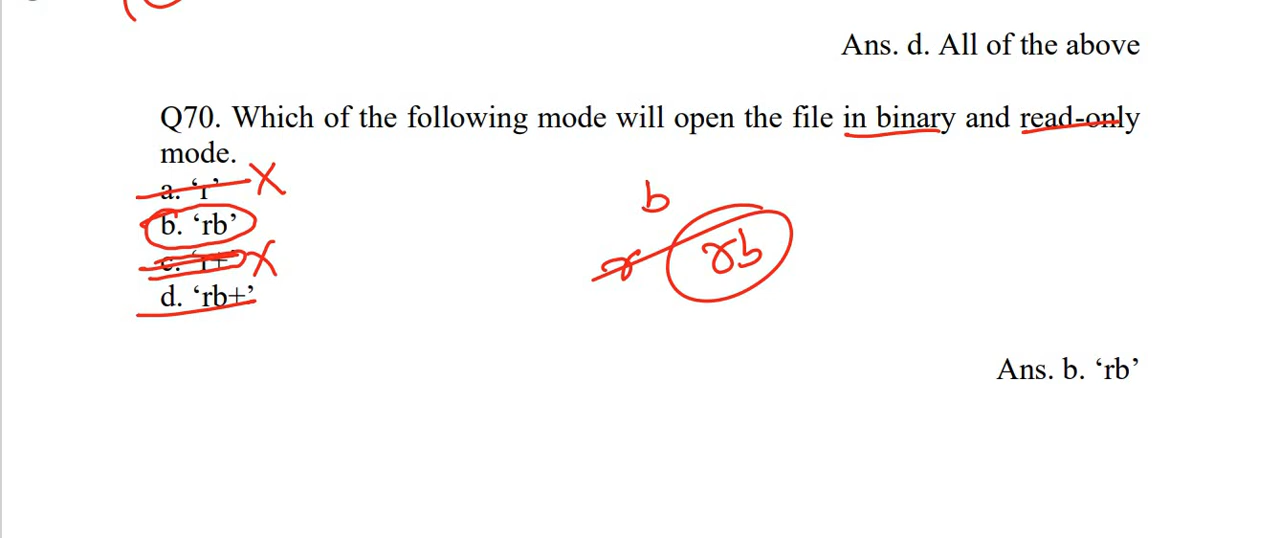 Ans. d. All of the above
Q70. Which of the following mode will open the file in binary and read-only
mode.
a. ‘r’
b. ‘rb’
c. ‘r+’
d. ‘rb+’
b
r rb
Ans. b. ‘rb’